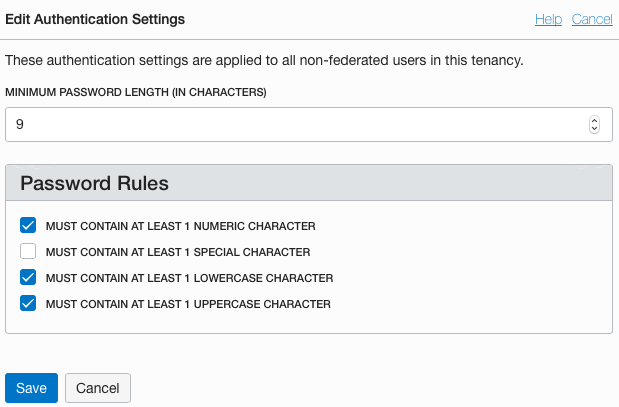 Edit Authentication Settings Help Cancel
These authentication settings are applied to all non-federated users in this tenancy.
MINIMUM PASSWORD LENGTH (IN CHARACTERS)
9
Password Rules
MUST CONTAIN AT LEAST 1 NUMERIC CHARACTER
MUST CONTAIN AT LEAST 1 SPECIAL CHARACTER
MUST CONTAIN AT LEAST 1 LOWERCASE CHARACTER
MUST CONTAIN AT LEAST 1 UPPERCASE CHARACTER
Save Cancel